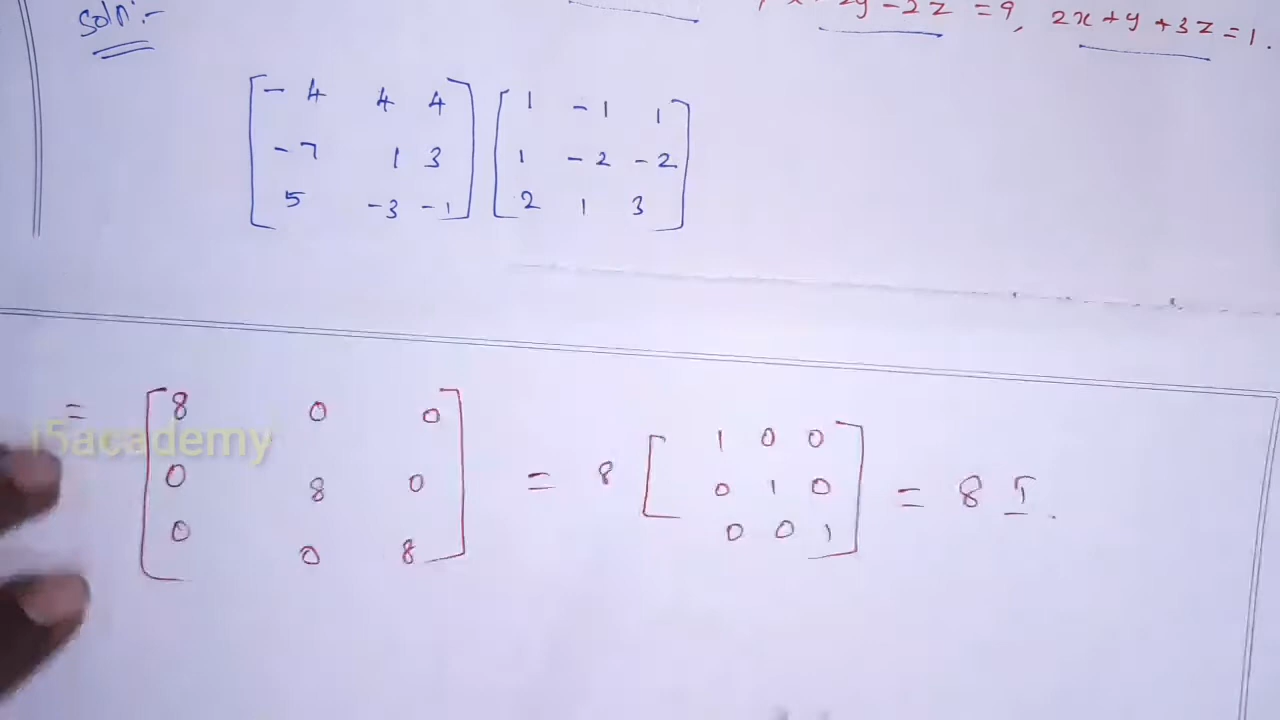 Soln:-
2y - 2z = 9, 2x + y + 3z = 1.
- 4 4 4 1 -1 1
- 7 1 3 1 -2 -2
5 -3 -1 2 1 3
= 8 0 0 = 8 1 0 0 = 8 I.
0 8 0 0 1 0
0 0 8 0 0 1
i5academy